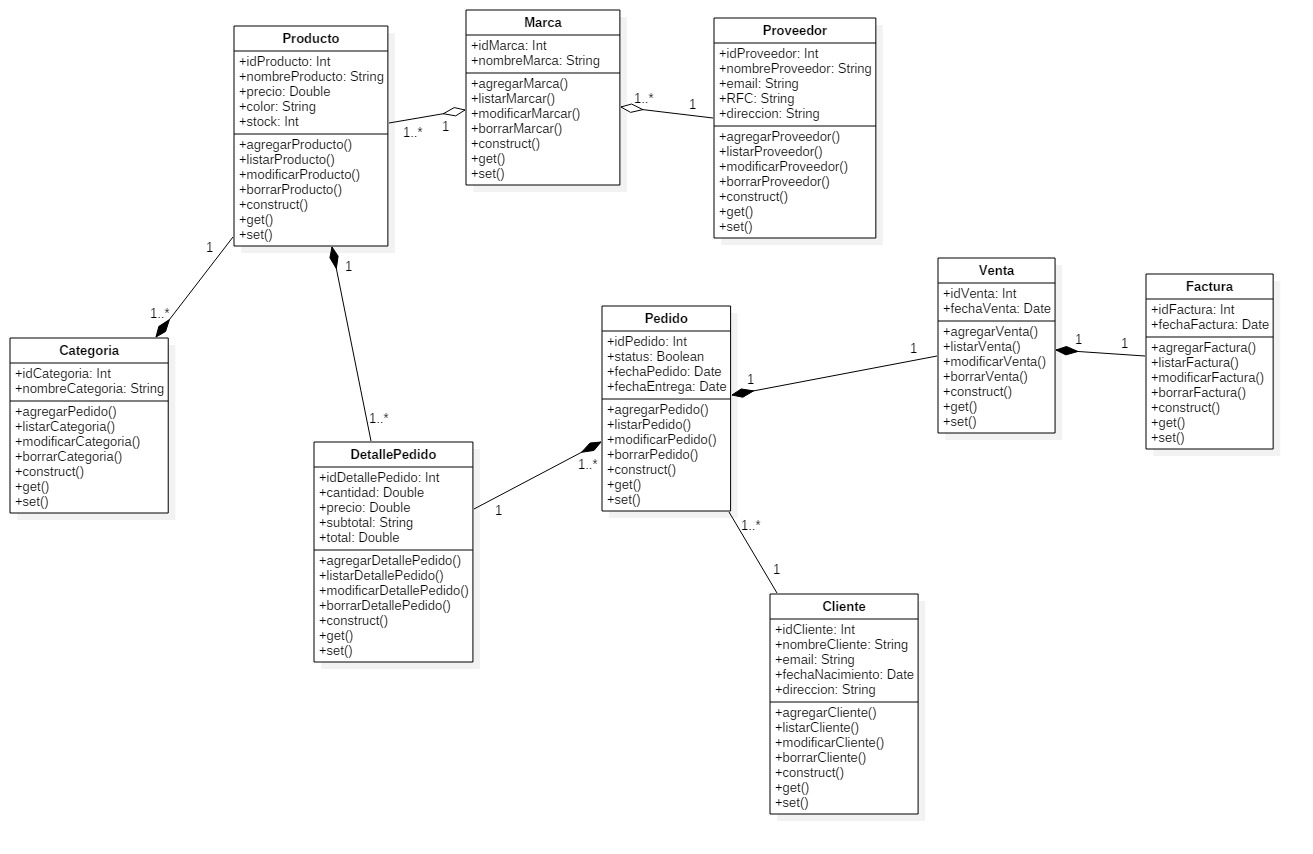 Producto
+idProducto: Int
+nombreProducto: String
+precio: Double
+color: String
+stock: Int
+agregarProducto()
+listarProducto()
+modificarProducto()
+borrarProducto()
+construct()
+get()
+set()
1..*
1
Marca
+idMarca: Int
+nombreMarca: String
+agregarMarca()
+listarMarcar()
+modificarMarcar()
+borrarMarcar()
+construct()
+get()
+set()
1..*
1
Proveedor
+idProveedor: Int
+nombreProveedor: String
+email: String
+RFC: String
+direccion: String
+agregarProveedor()
+listarProveedor()
+modificarProveedor()
+borrarProveedor()
+construct()
+get()
+set()
1
1..*
Categoria
+idCategoria: Int
+nombreCategoria: String
+agregarPedido()
+listarCategoria()
+modificarCategoria()
+borrarCategoria()
+construct()
+get()
+set()
1
1..*
DetallePedido
+idDetallePedido: Int
+cantidad: Double
+precio: Double
+subtotal: String
+total: Double
+agregarDetallePedido()
+listarDetallePedido()
+modificarDetallePedido()
+borrarDetallePedido()
+construct()
+get()
+set()
1..*
1
Pedido
+idPedido: Int
+status: Boolean
+fechaPedido: Date
+fechaEntrega: Date
+agregarPedido()
+listarPedido()
+modificarPedido()
+borrarPedido()
+construct()
+get()
+set()
1
1
Venta
+idVenta: Int
+fechaVenta: Date
+agregarVenta()
+listarVenta()
+modificarVenta()
+borrarVenta()
+construct()
+get()
+set()
1
1
Factura
+idFactura: Int
+fechaFactura: Date
+agregarFactura()
+listarFactura()
+modificarFactura()
+borrarFactura()
+construct()
+get()
+set()
1..*
1
Cliente
+idCliente: Int
+nombreCliente: String
+email: String
+fechaNacimiento: Date
+direccion: String
+agregarCliente()
+listarCliente()
+modificarCliente()
+borrarCliente()
+construct()
+get()
+set()